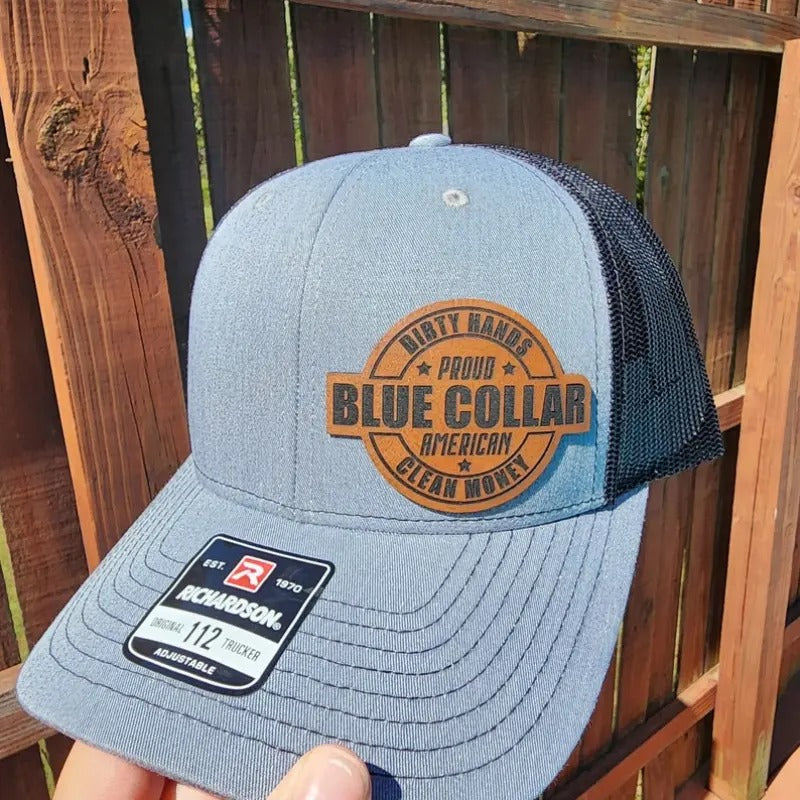 DIRTY HANDS
PROUD
BLUE COLLAR
AMERICAN
CLEAN MONEY
EST. R 1970
RICHARDSON®
ORIGINAL 112 TRUCKER
ADJUSTABLE